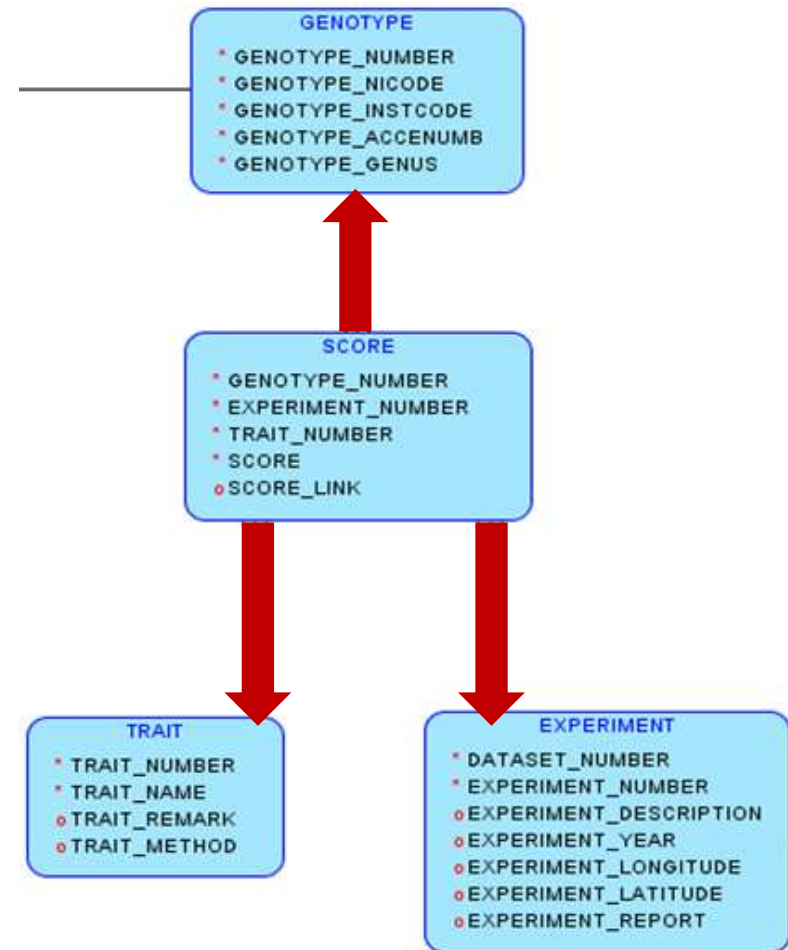 GENOTYPE
* GENOTYPE_NUMBER
* GENOTYPE_NICODE
* GENOTYPE_INSTCODE
* GENOTYPE_ACCENUMB
* GENOTYPE_GENUS
SCORE
* GENOTYPE_NUMBER
* EXPERIMENT_NUMBER
* TRAIT_NUMBER
* SCORE
o SCORE_LINK
TRAIT
* TRAIT_NUMBER
* TRAIT_NAME
o TRAIT_REMARK
o TRAIT_METHOD
EXPERIMENT
* DATASET_NUMBER
* EXPERIMENT_NUMBER
o EXPERIMENT_DESCRIPTION
o EXPERIMENT_YEAR
o EXPERIMENT_LONGITUDE
o EXPERIMENT_LATITUDE
o EXPERIMENT_REPORT